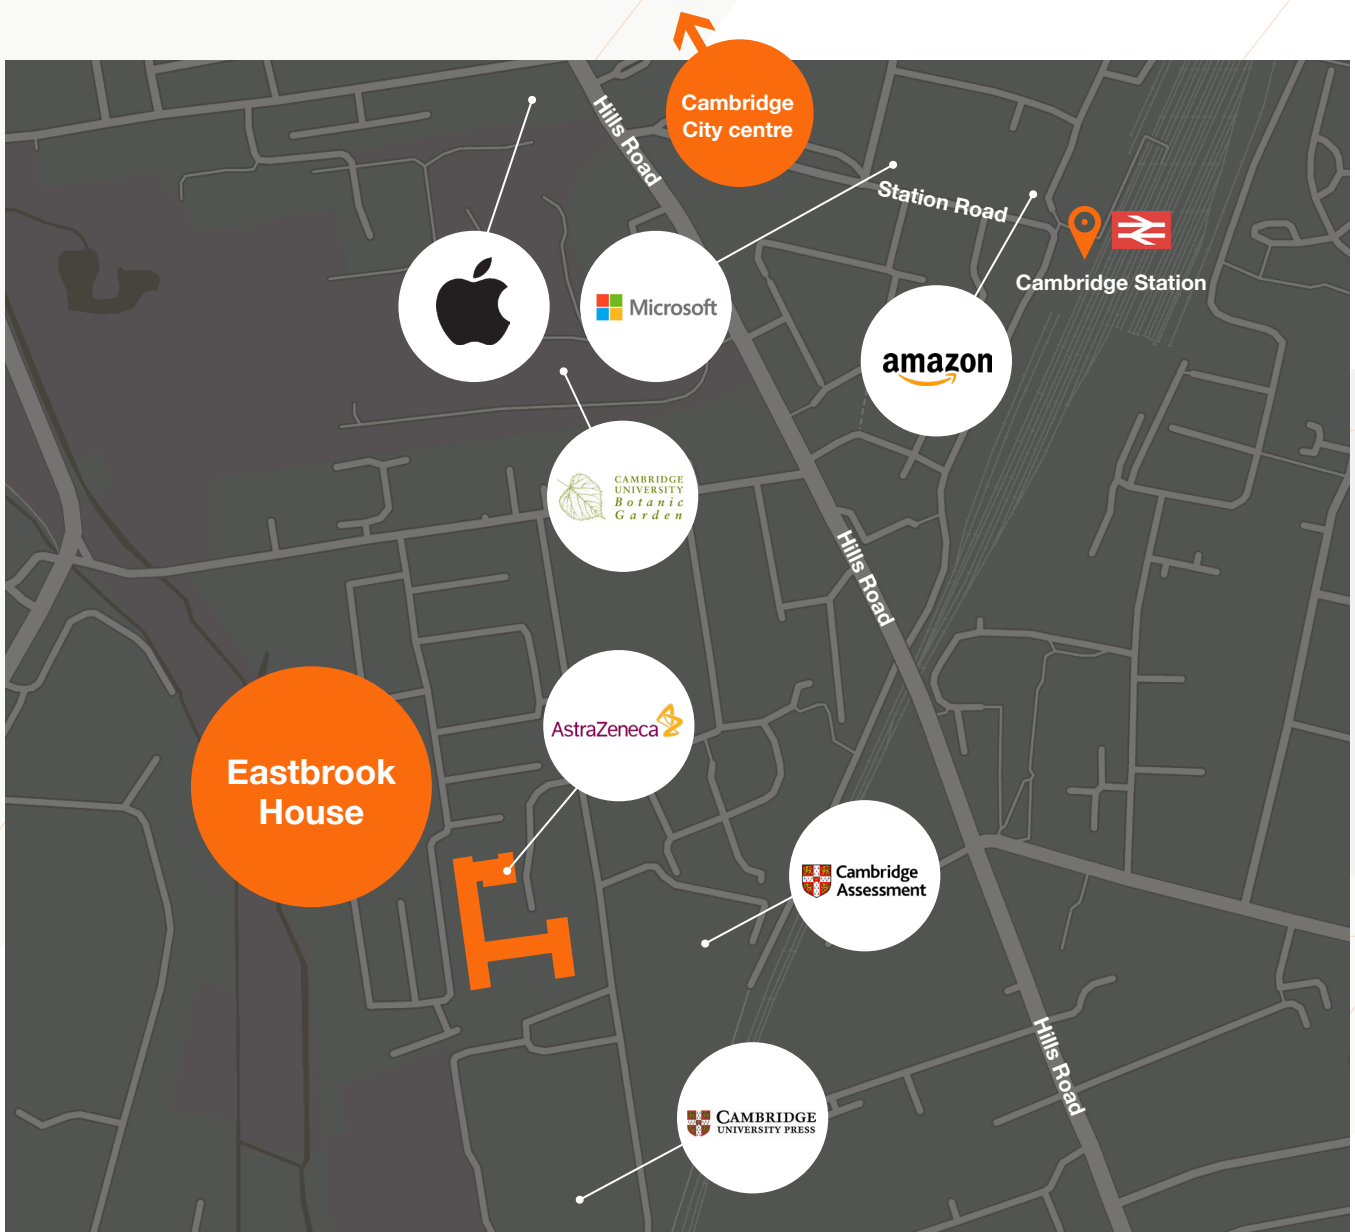 Cambridge
City centre
Hills Road
Station Road
Cambridge Station
Microsoft
amazon
CAMBRIDGE
UNIVERSITY
Botanic
Garden
Hills Road
AstraZeneca
Eastbrook
House
Cambridge
Assessment
Hills Road
CAMBRIDGE
UNIVERSITY PRESS